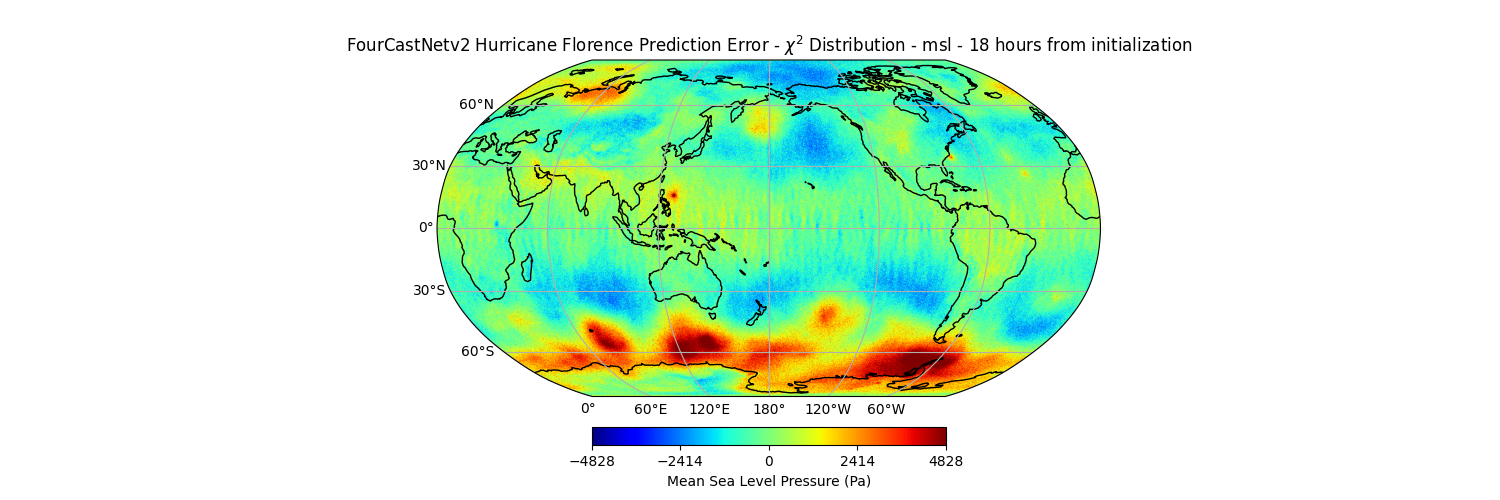 FourCastNetv2 Hurricane Florence Prediction Error - χ² Distribution - msl - 18 hours from initialization
60°N
30°N
0°
30°S
60°S
0° 60°E 120°E 180° 120°W 60°W
−4828 −2414 0 2414 4828
Mean Sea Level Pressure (Pa)